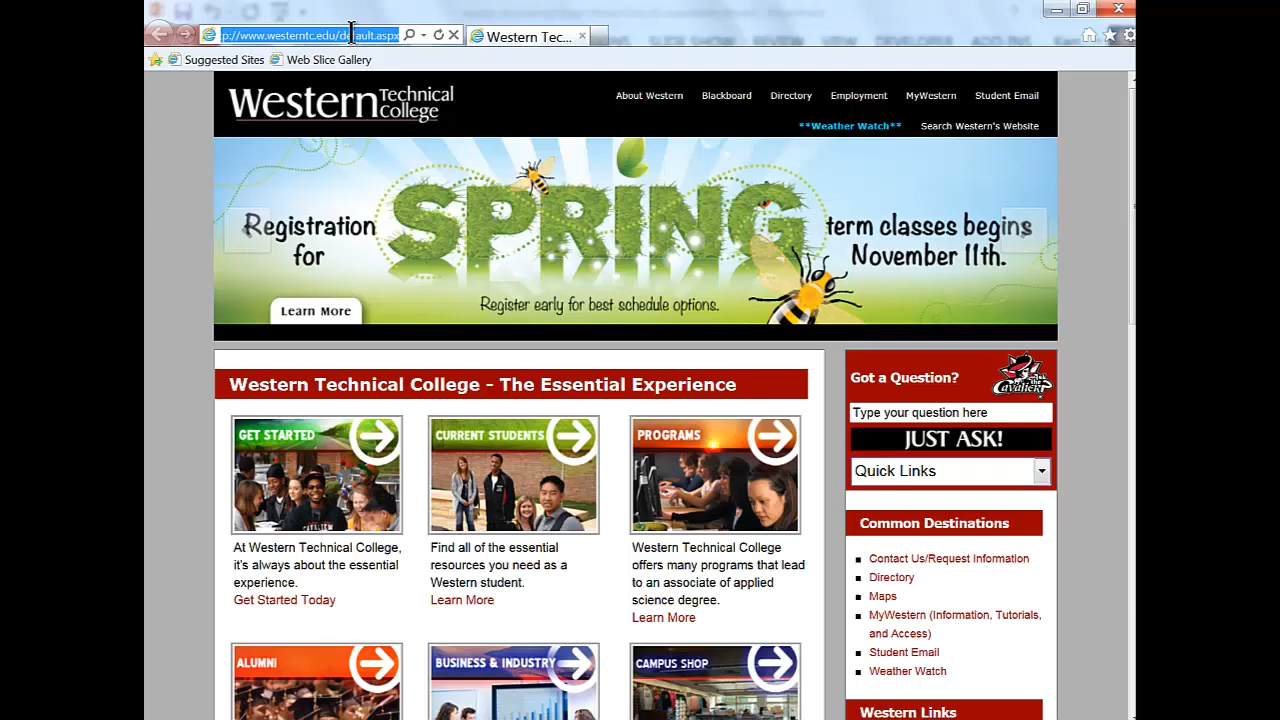 p://www.westerntc.edu/default.aspx
Western Tec...
Suggested Sites
Web Slice Gallery
Western Technical College
About Western
Blackboard
Directory
Employment
MyWestern
Student Email
**Weather Watch**
Search Western's Website
Registration for SPRING term classes begins November 11th.
Learn More
Register early for best schedule options.
Western Technical College - The Essential Experience
GET STARTED
At Western Technical College,
it's always about the essential
experience.
Get Started Today
CURRENT STUDENTS
Find all of the essential
resources you need as a
Western student.
Learn More
PROGRAMS
Western Technical College
offers many programs that lead
to an associate of applied
science degree.
Learn More
ALUMNI
BUSINESS & INDUSTRY
CAMPUS SHOP
Got a Question?
Cavaliers
Type your question here
JUST ASK!
Quick Links
Common Destinations
Contact Us/Request Information
Directory
Maps
MyWestern (Information, Tutorials,
and Access)
Student Email
Weather Watch
Western Links